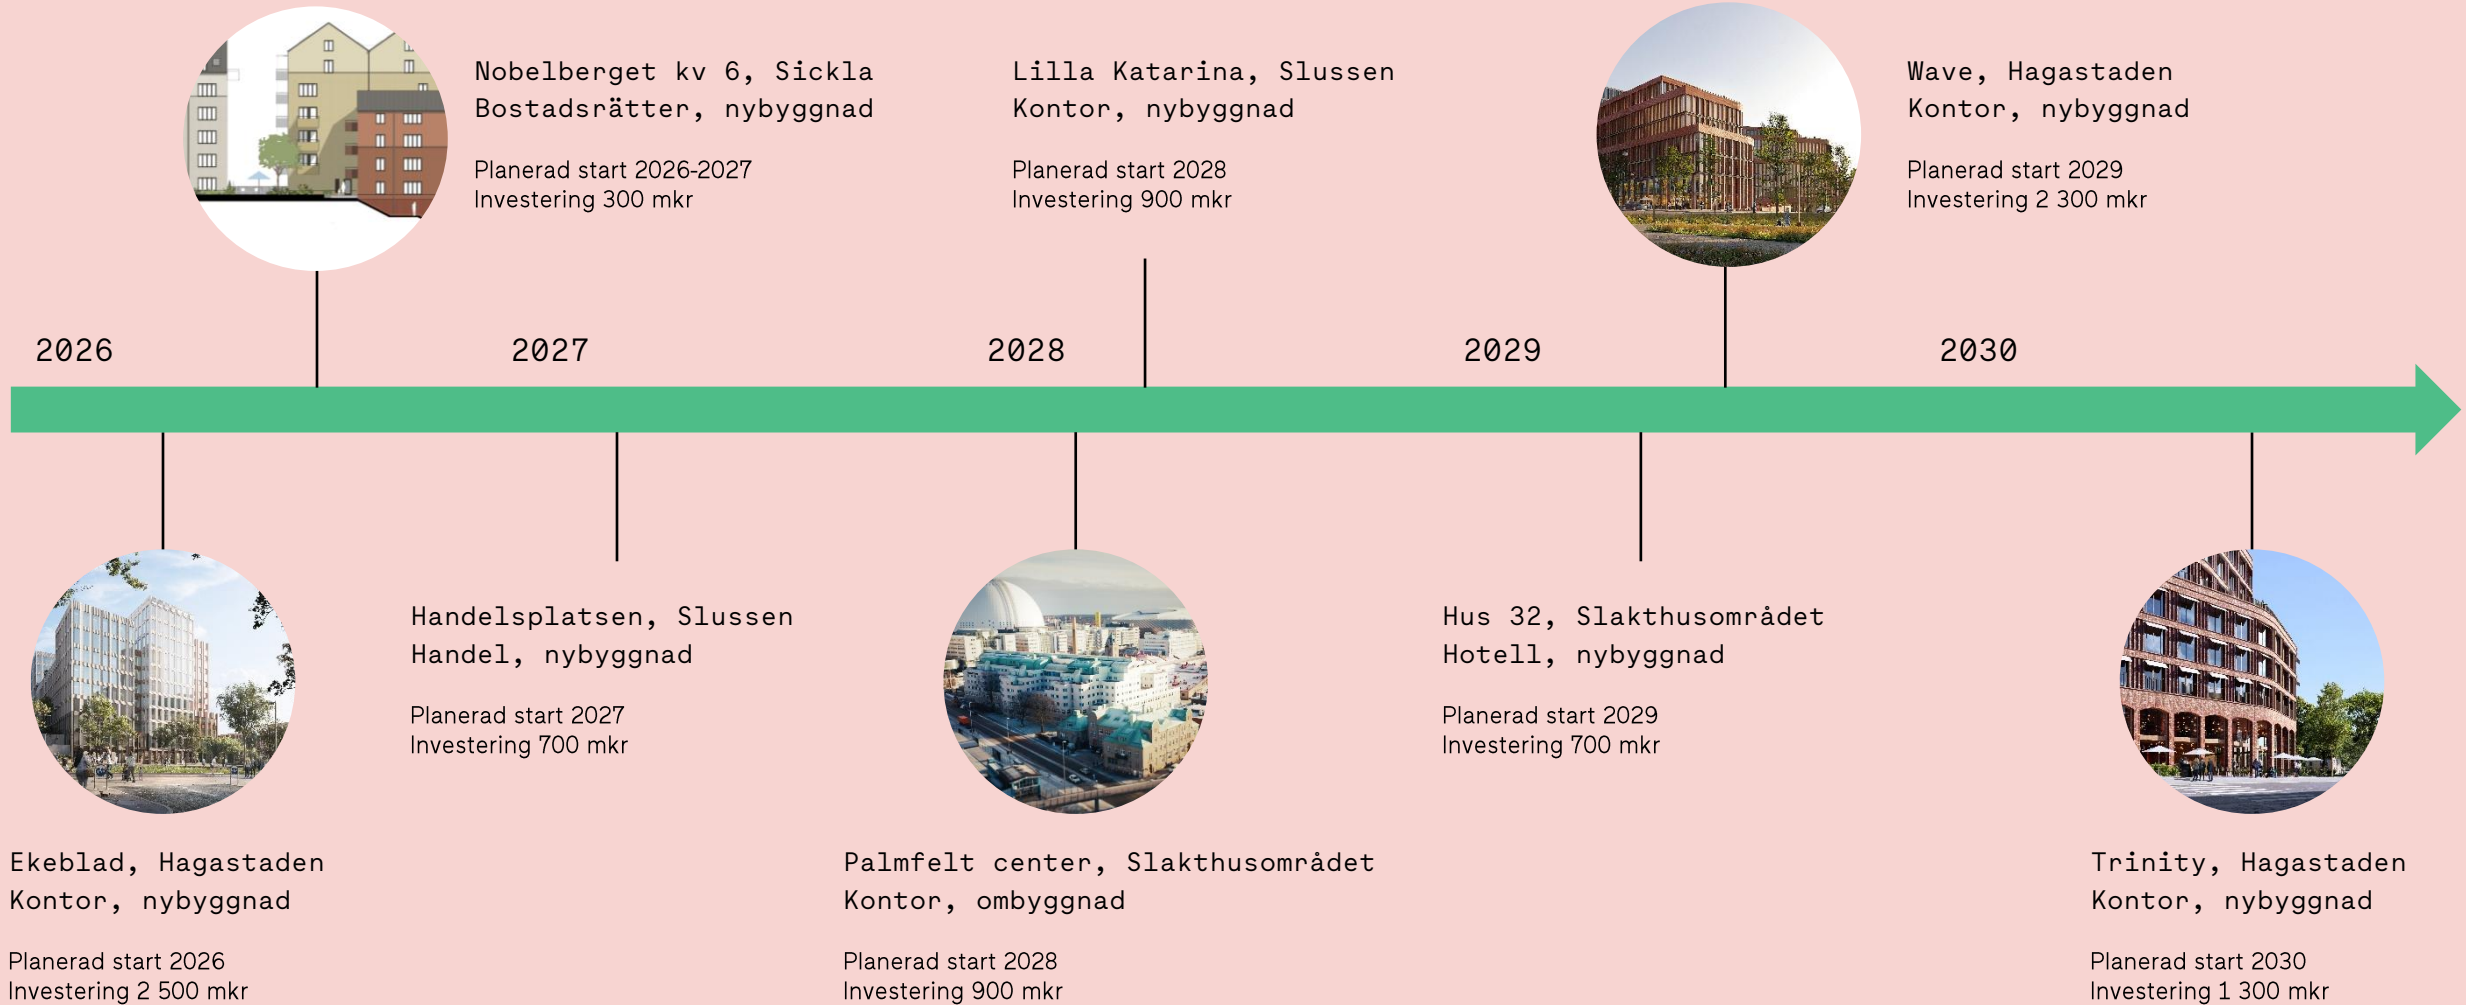 Nobelberget kv 6, Sickla
Bostadsrätter, nybyggnad
Planerad start 2026-2027
Investering 300 mkr
Lilla Katarina, Slussen
Kontor, nybyggnad
Planerad start 2028
Investering 900 mkr
Wave, Hagastaden
Kontor, nybyggnad
Planerad start 2029
Investering 2 300 mkr
2026
2027
2028
2029
2030
Ekeblad, Hagastaden
Kontor, nybyggnad
Planerad start 2026
Investering 2 500 mkr
Handelsplatsen, Slussen
Handel, nybyggnad
Planerad start 2027
Investering 700 mkr
Palmfelt center, Slakthusområdet
Kontor, ombyggnad
Planerad start 2028
Investering 900 mkr
Hus 32, Slakthusområdet
Hotell, nybyggnad
Planerad start 2029
Investering 700 mkr
Trinity, Hagastaden
Kontor, nybyggnad
Planerad start 2030
Investering 1 300 mkr